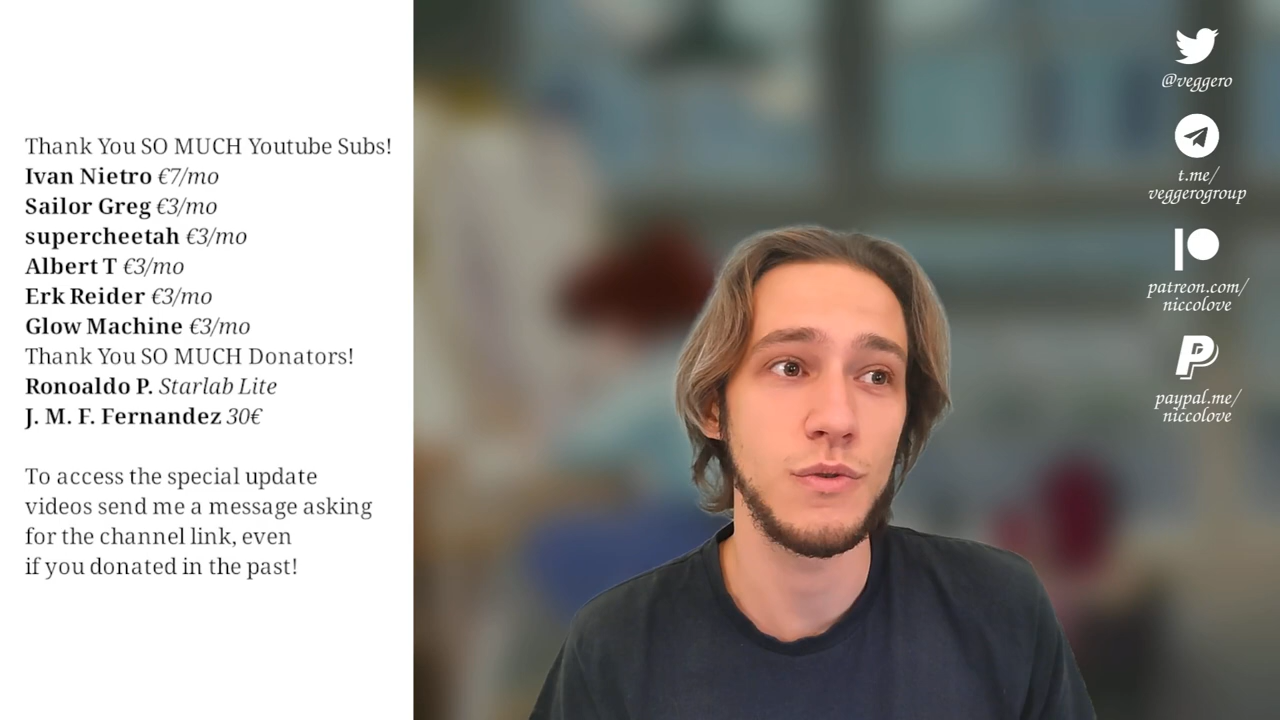 Thank You SO MUCH Youtube Subs!
Ivan Nietro €7/mo
Sailor Greg €3/mo
supercheetah €3/mo
Albert T €3/mo
Erk Reider €3/mo
Glow Machine €3/mo
Thank You SO MUCH Donators!
Ronoaldo P. Starlab Lite
J. M. F. Fernandez 30€
To access the special update
videos send me a message asking
for the channel link, even
if you donated in the past!
@veggero
t.me/
veggerogroup
patreon.com/
niccolove
paypal.me/
niccolove